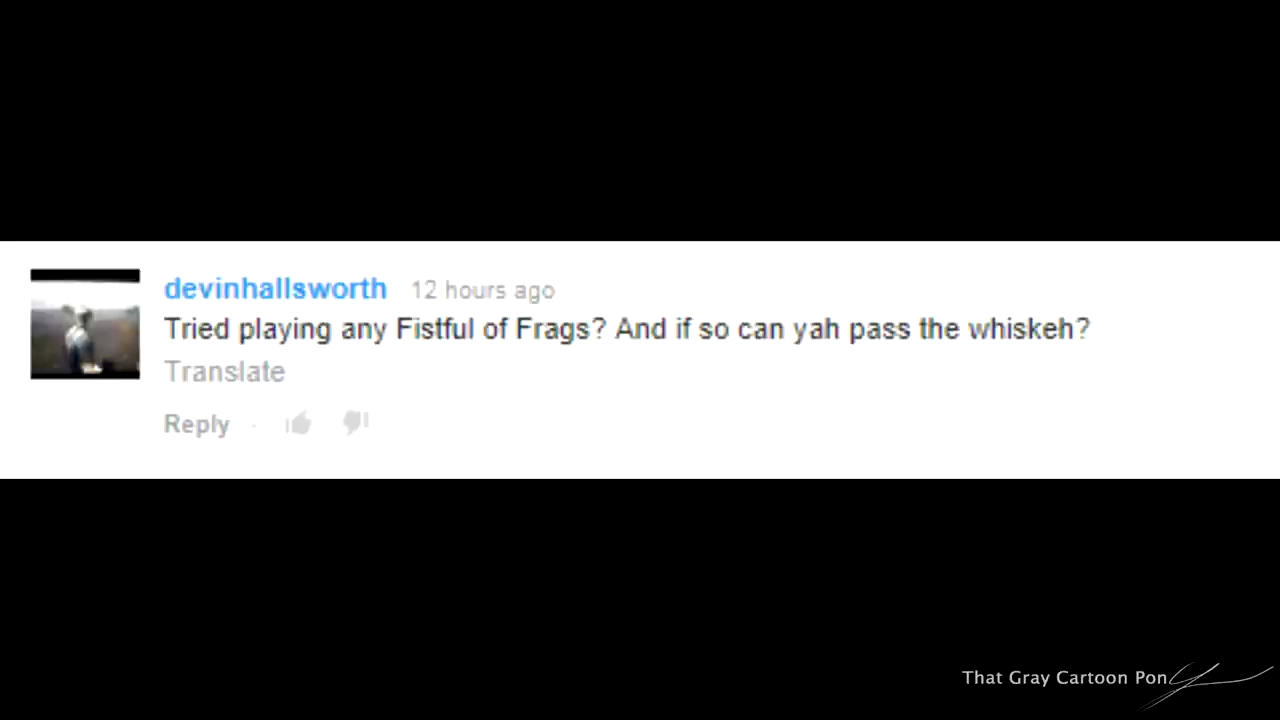 devinhallsworth 12 hours ago
Tried playing any Fistful of Frags? And if so can yah pass the whiskeh?
Translate
Reply ·
That Gray Cartoon Pony